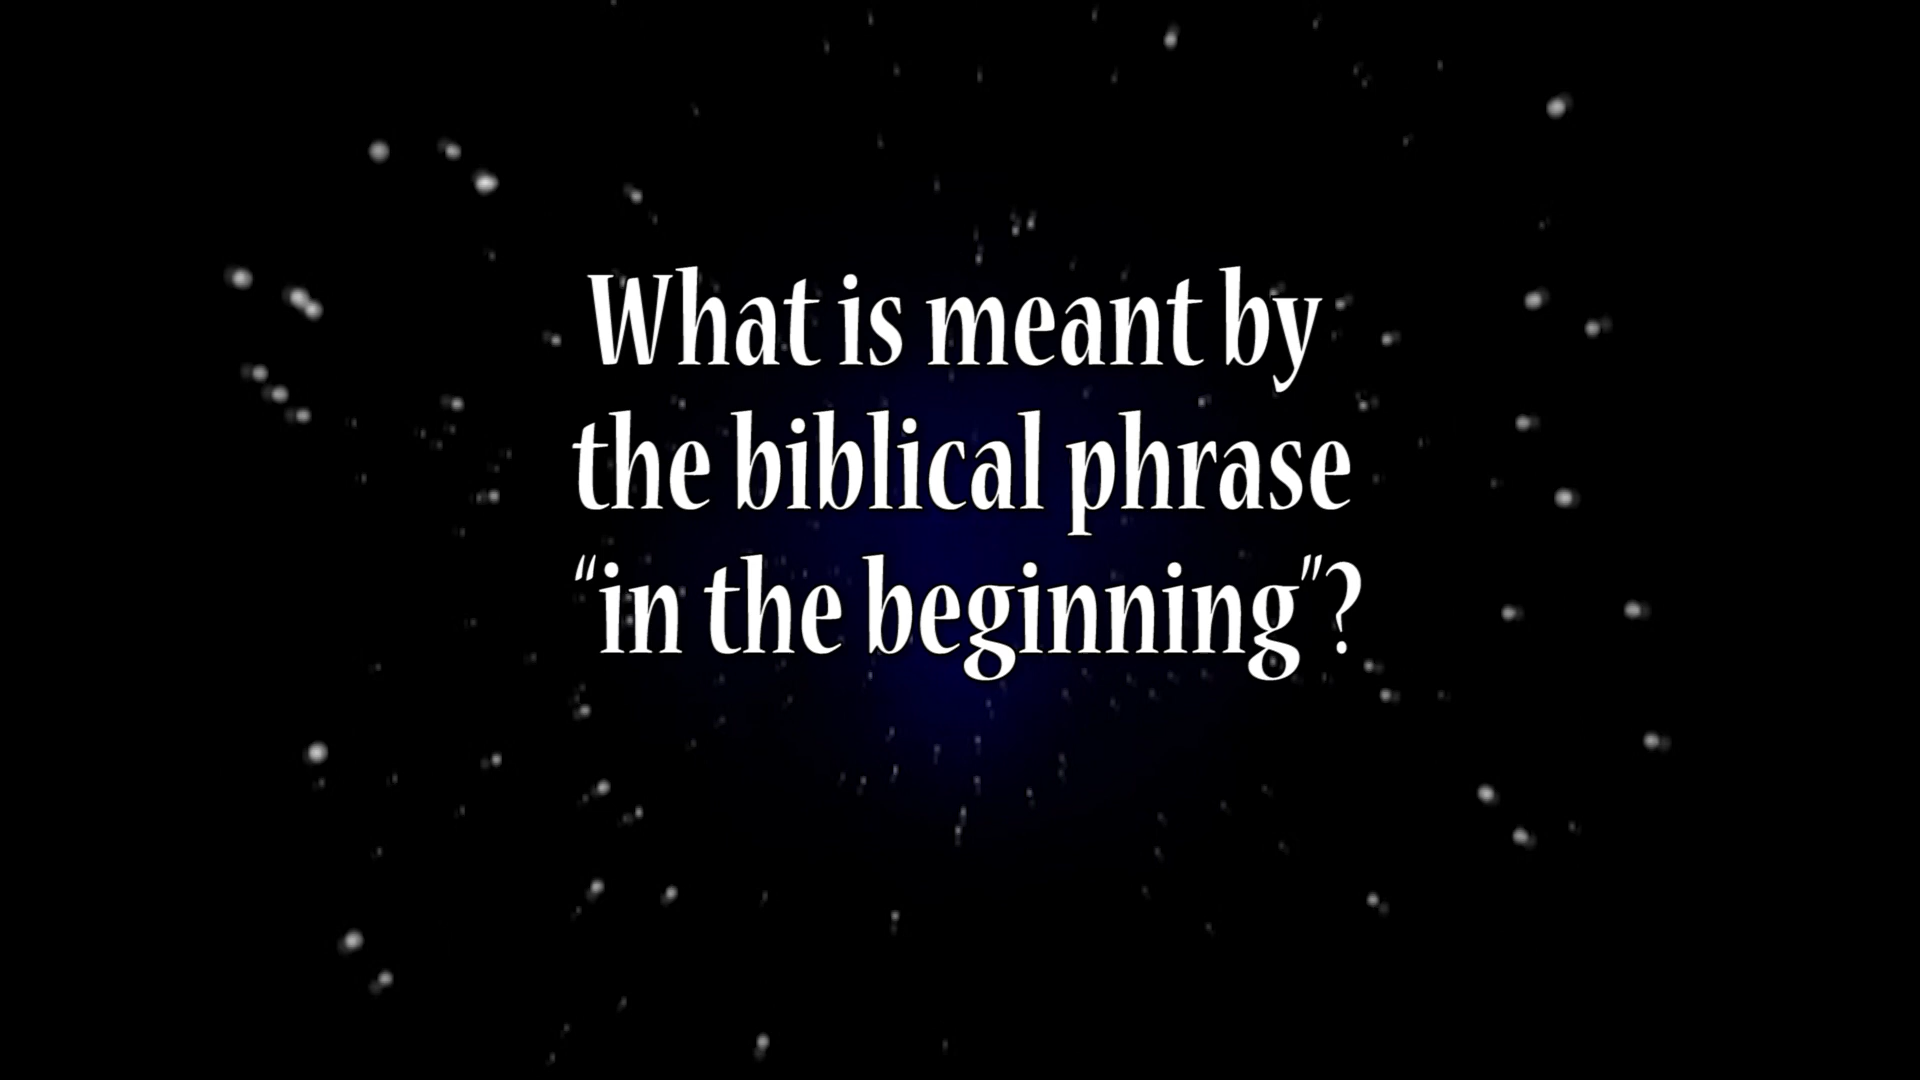 What is meant by
the biblical phrase
“in the beginning”?